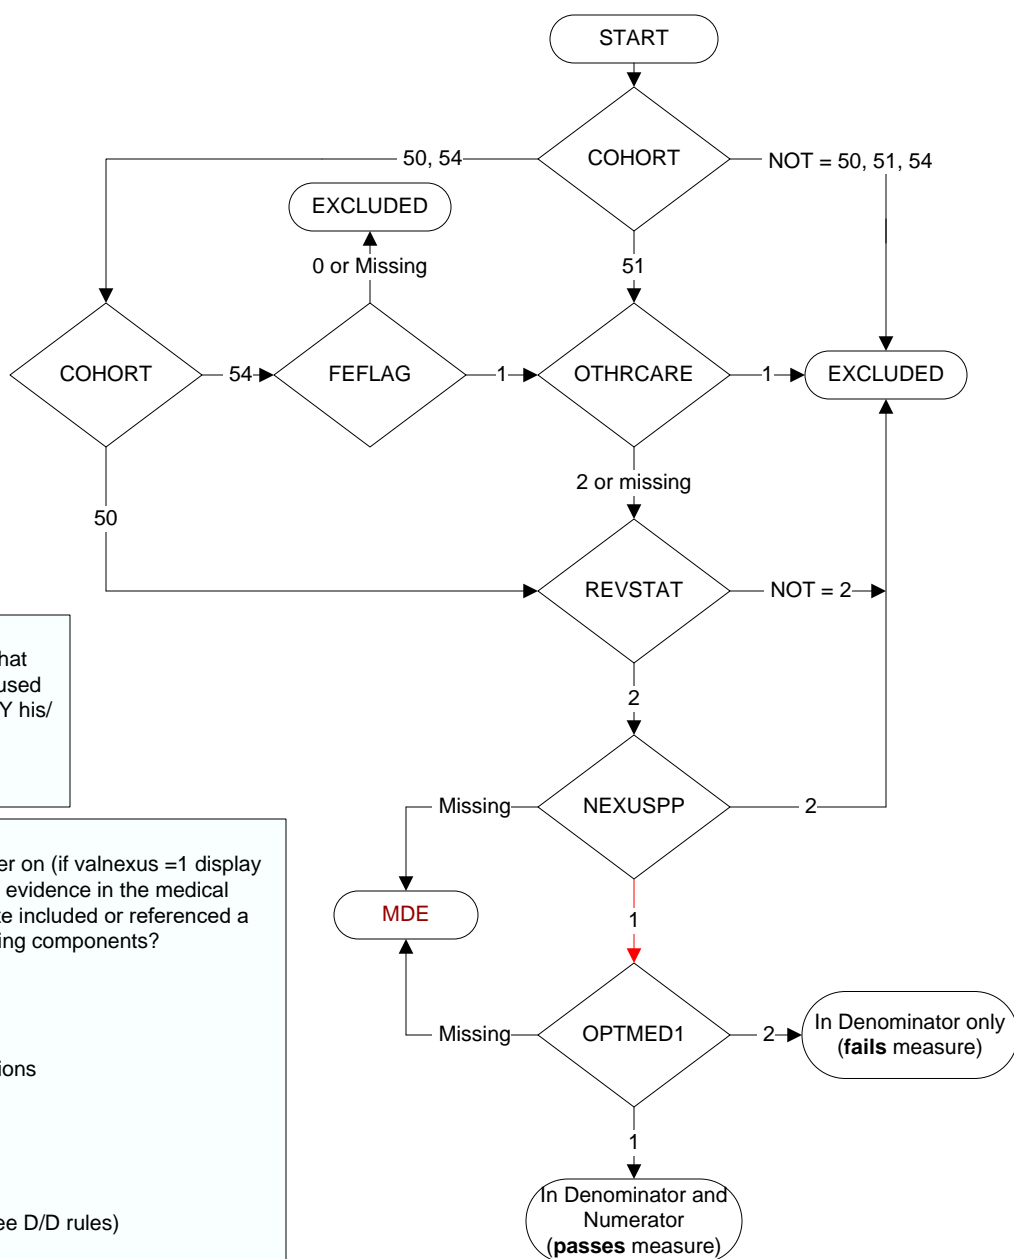 START
COHORT
50, 54
NOT = 50, 51, 54
EXCLUDED
0 or Missing
51
COHORT
54
FEFLAG
1
OTHRCARE
1
EXCLUDED
2 or missing
50
REVSTAT
NOT = 2
2
hat
used
Y his/
NEXUSPP
Missing
2
er on (if valnexus =1 display
evidence in the medical
te included or referenced a
ing components?
MDE
1
Missing
OPTMED1
2
In Denominator only
(fails measure)
ions
1
In Denominator and
Numerator
(passes measure)
ee D/D rules)